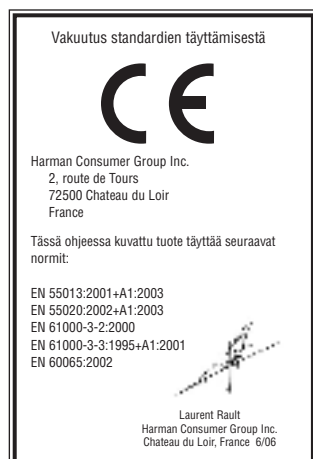 Vakuutus standardien täyttämisestä
CE
Harman Consumer Group Inc.
2, route de Tours
72500 Chateau du Loir
France
Tässä ohjeessa kuvattu tuote täyttää seuraavat
normit:
EN 55013:2001+A1:2003
EN 55020:2002+A1:2003
EN 61000-3-2:2000
EN 61000-3-3:1995+A1:2001
EN 60065:2002
Laurent Rault
Harman Consumer Group Inc.
Chateau du Loir, France 6/06